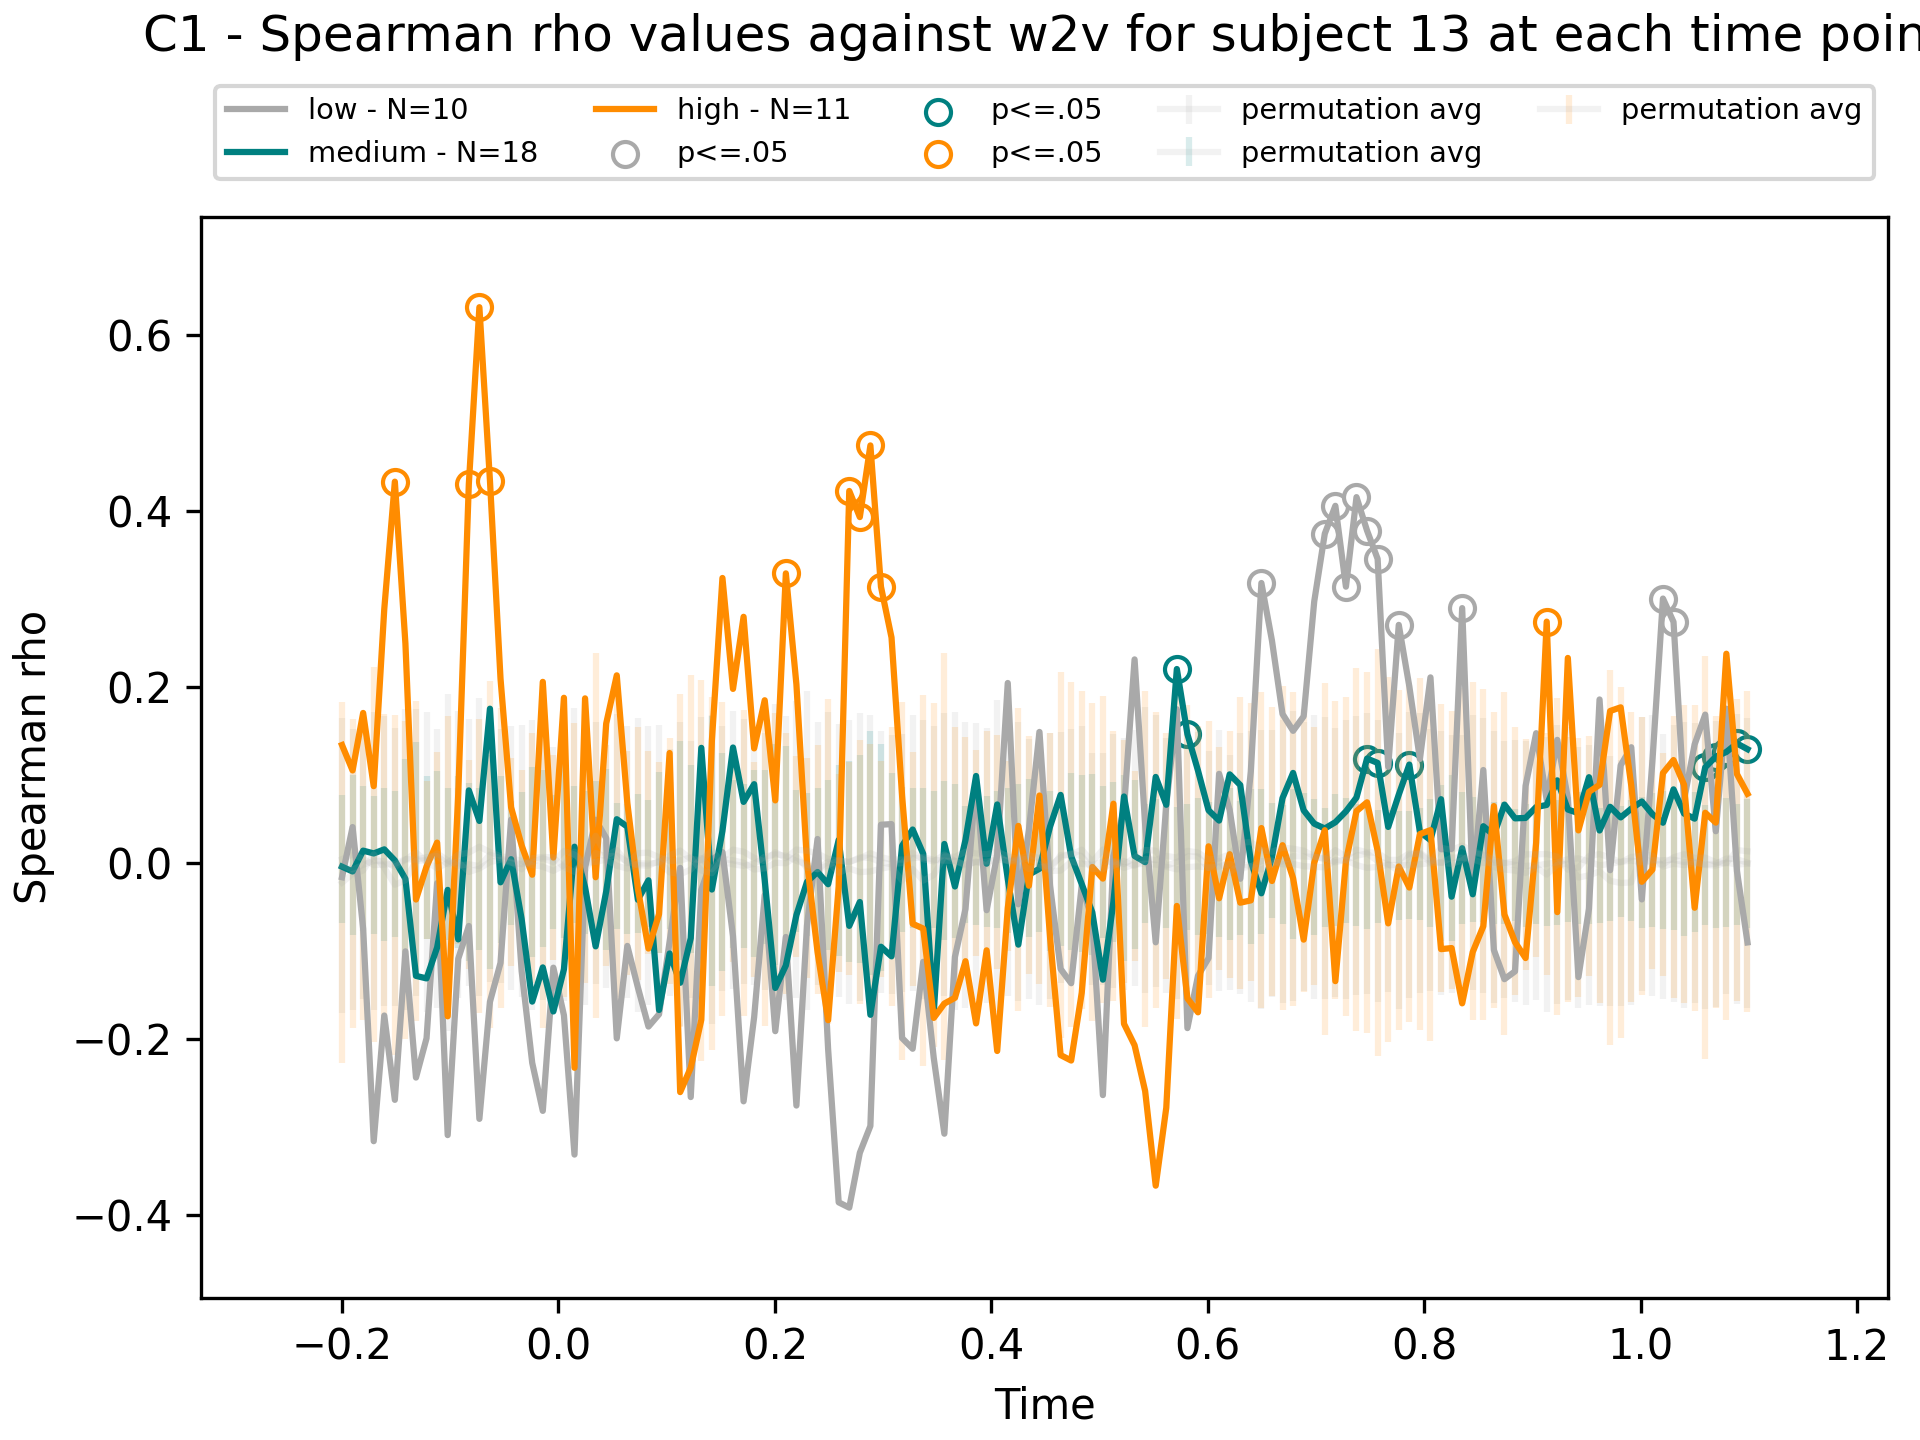 C1 - Spearman rho values against w2v for subject 13 at each time poin
low - N=10
medium - N=18
high - N=11
p<=.05
p<=.05
p<=.05
permutation avg
permutation avg
permutation avg
Spearman rho
0.6
0.4
0.2
0.0
−0.2
−0.4
−0.2
0.0
0.2
0.4
0.6
0.8
1.0
1.2
Time